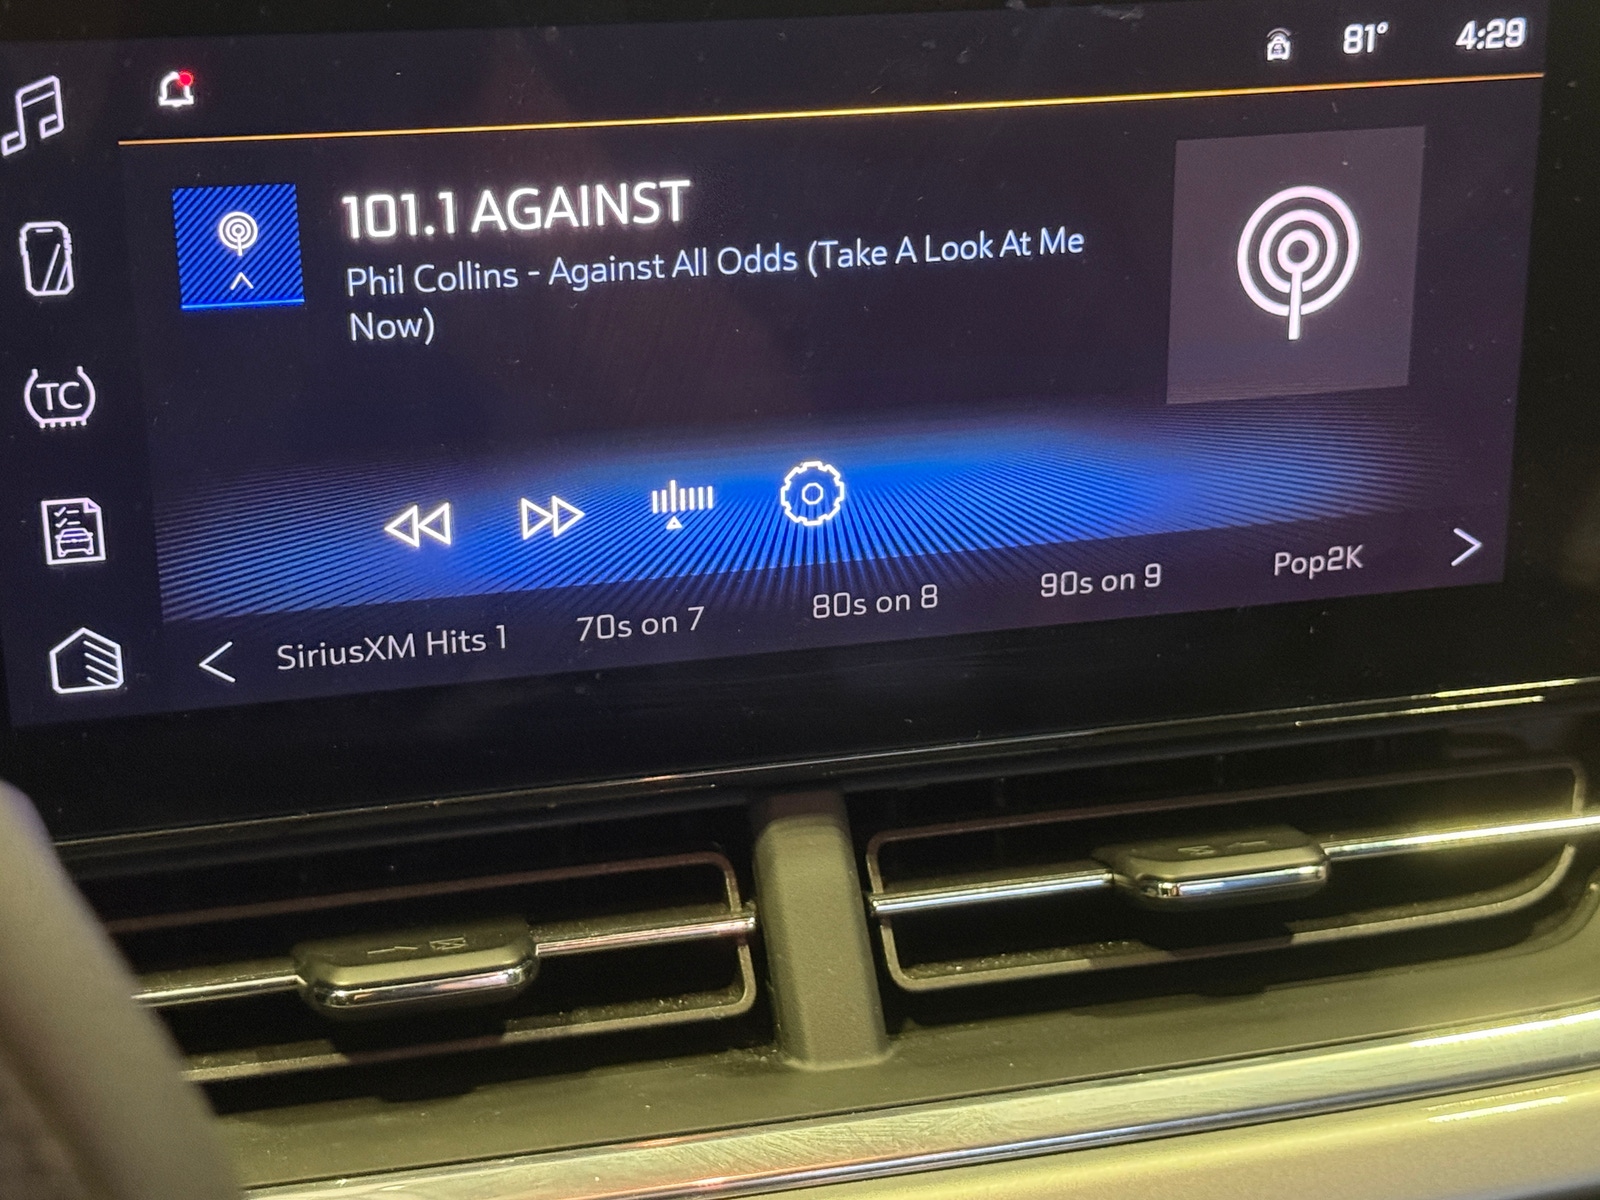 81° 4:29
101.1 AGAINST
Phil Collins - Against All Odds (Take A Look At Me
Now)
TC
SiriusXM Hits 1 70s on 7 80s on 8 90s on 9 Pop2K